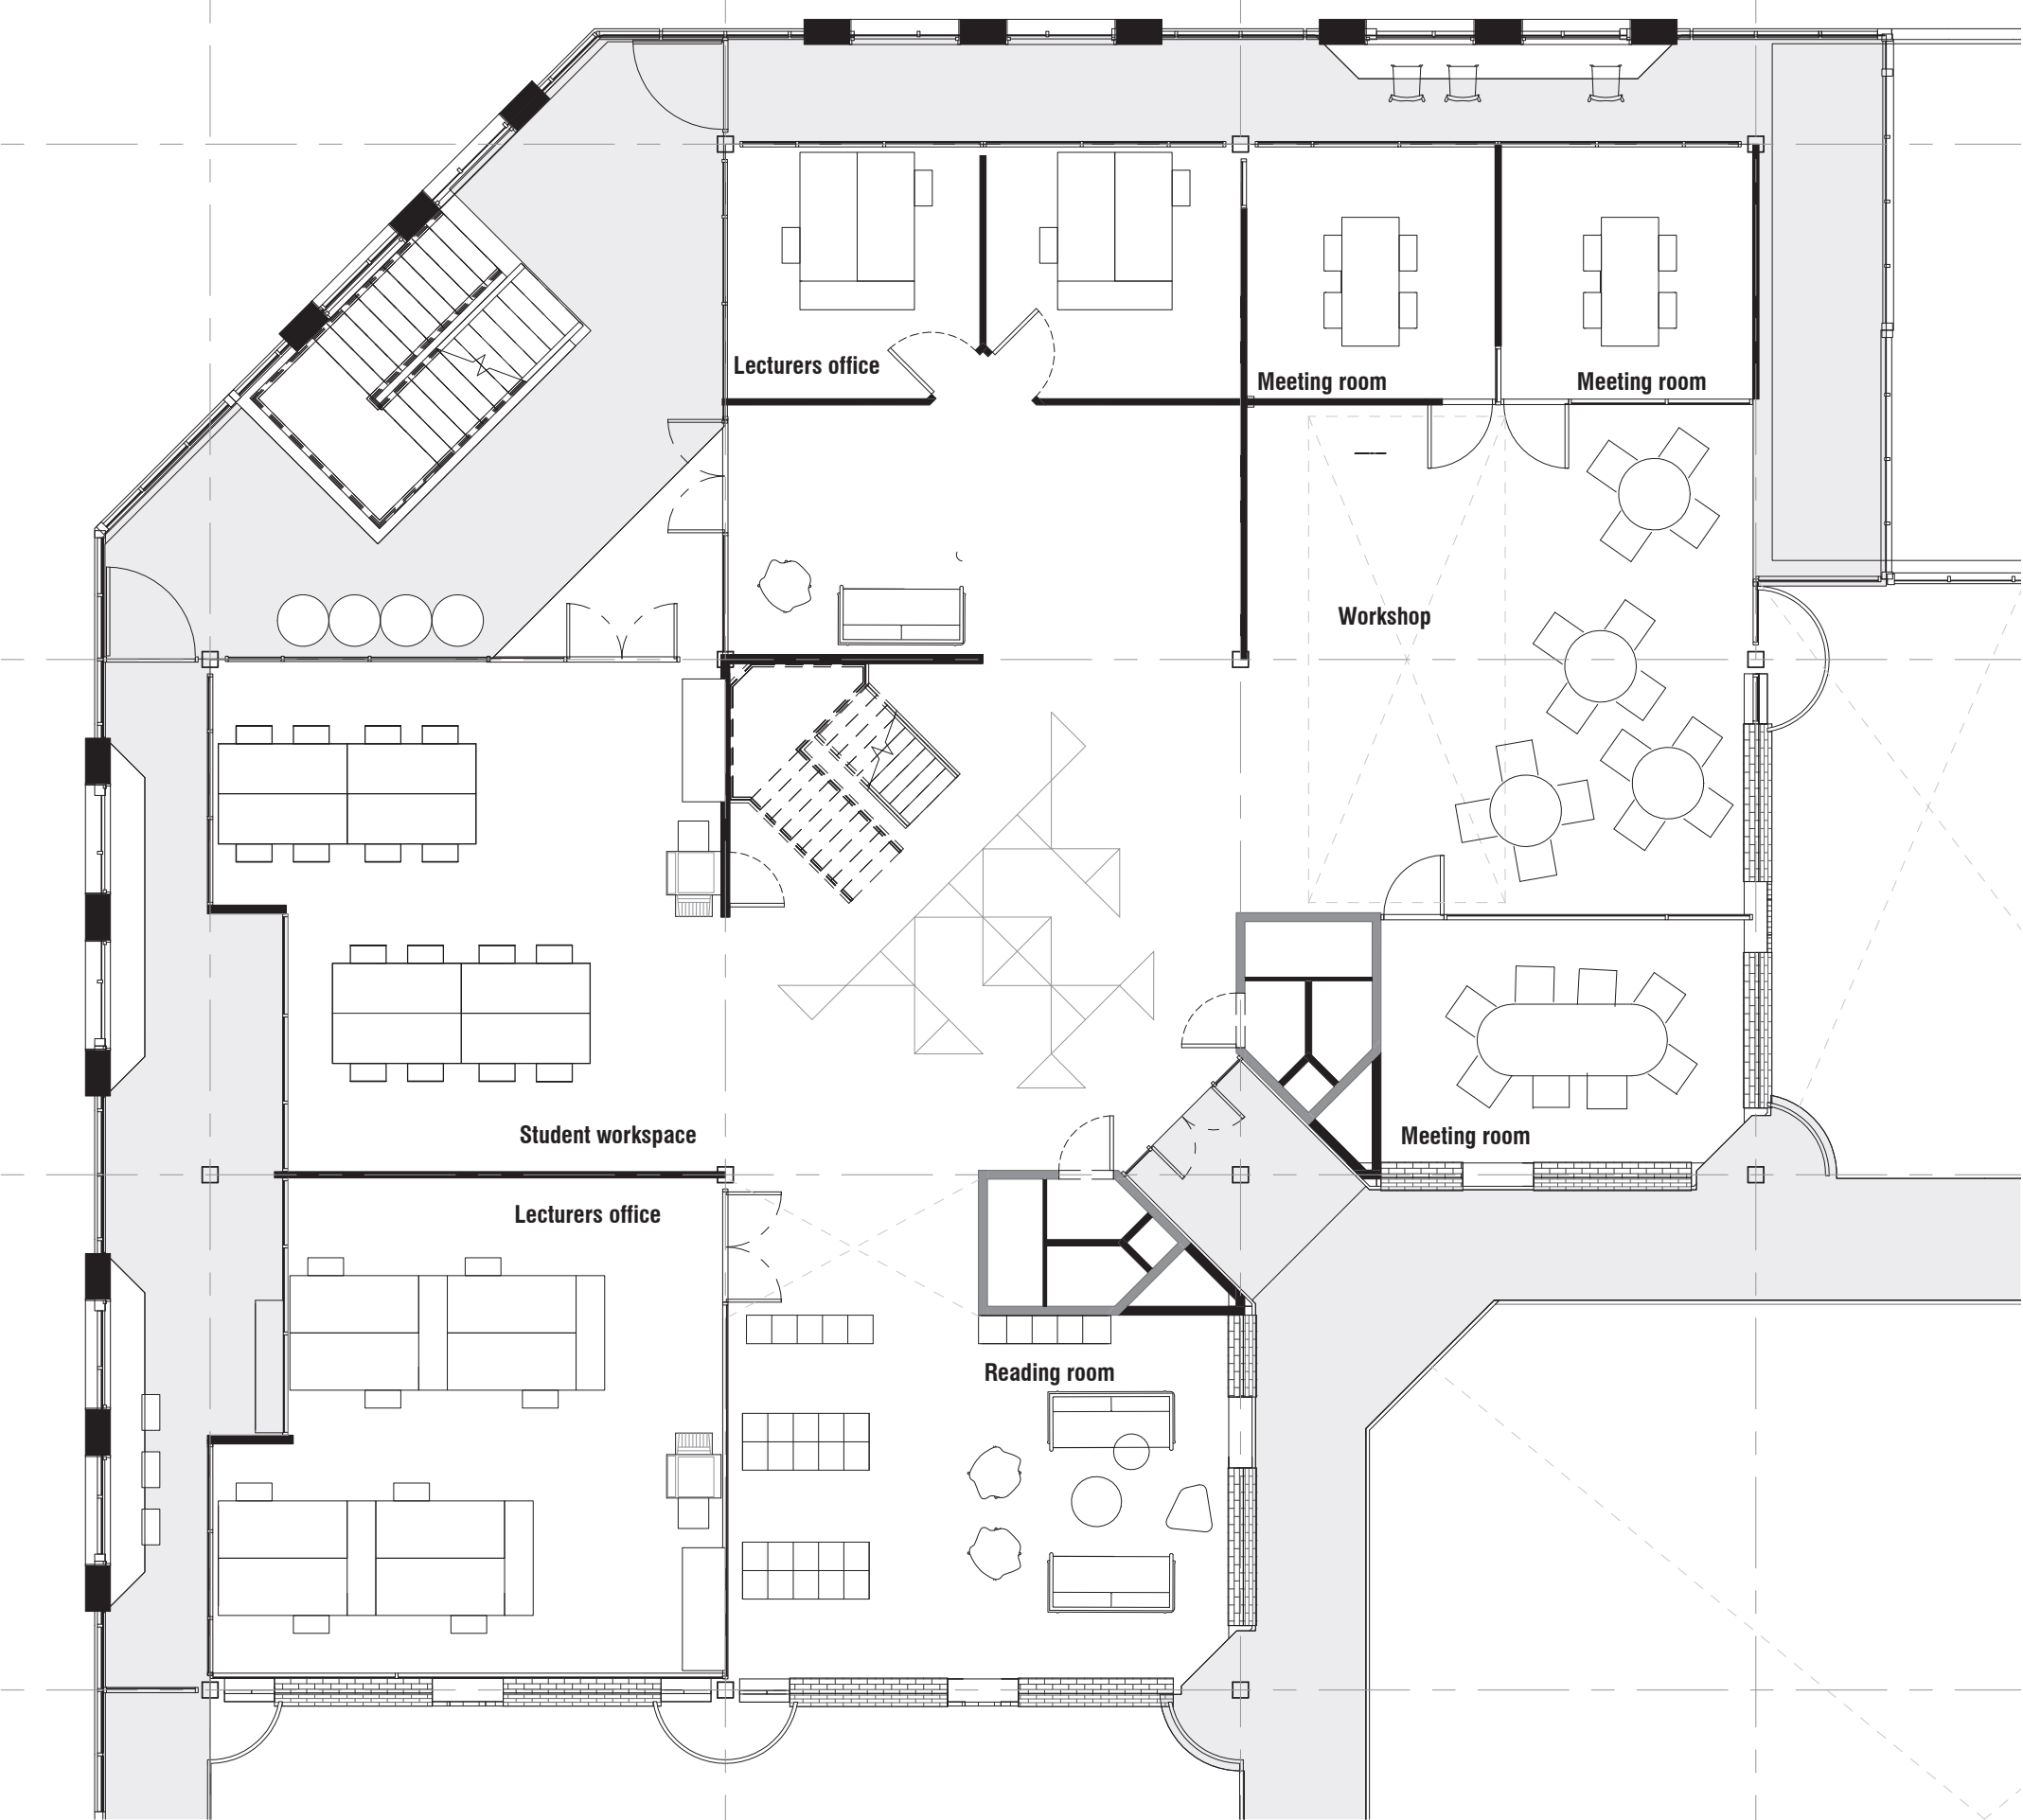 Lecturers office
Meeting room
Meeting room
Workshop
Student workspace
Meeting room
Lecturers office
Reading room